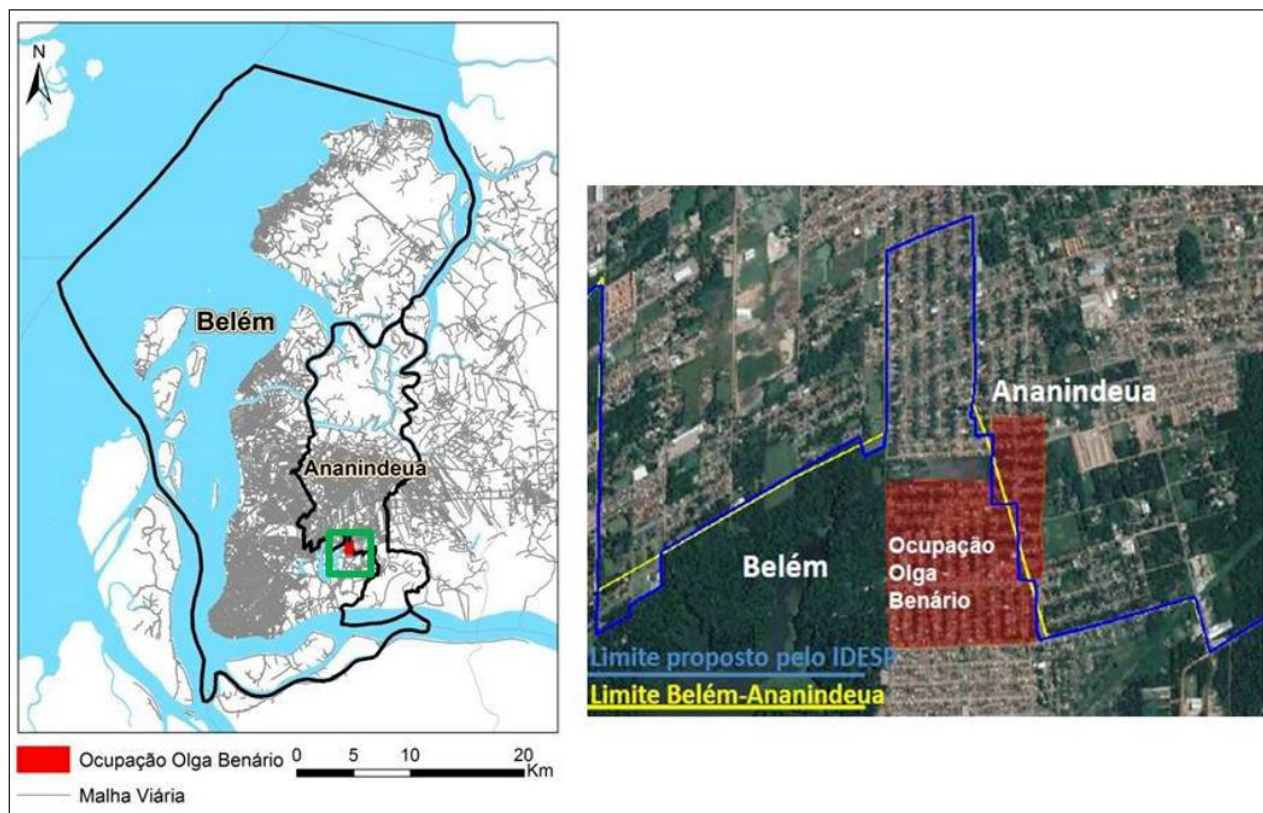 N
Belém
Ananindeua
Ocupação Olga Benário
Malha Viária
0 5 10 20
Km
Ananindeua
Belém
Ocupação
Olga
Benário
Limite proposto pelo IDESP
Limite Belém-Ananindeua